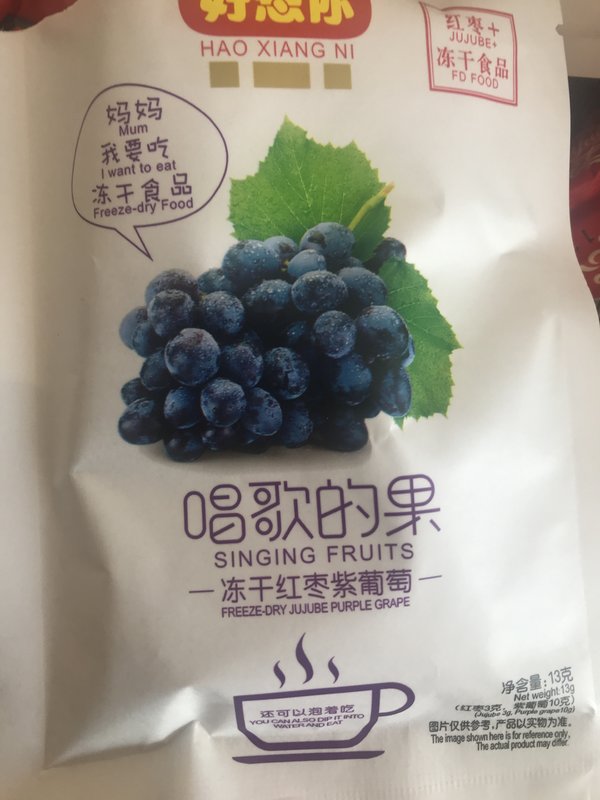 好想你
HAO XIANG NI
红枣+
JUJUBE+
冻干食品
FD FOOD
妈妈
Mum
我要吃
I want to eat
冻干食品
Freeze-dry Food
唱歌的果
SINGING FRUITS
冻干红枣紫葡萄
FREEZE-DRY JUJUBE PURPLE GRAPE
还可以泡着吃
YOU CAN ALSO DIP IT INTO
WATER AND EAT
净含量:13克
Net weight:13g
(红枣3克, 紫葡萄10克)
(Jujube 3g, Purple grape10g)
图片仅供参考,产品以实物为准。
The image shown here is for reference only,
The actual product may differ.